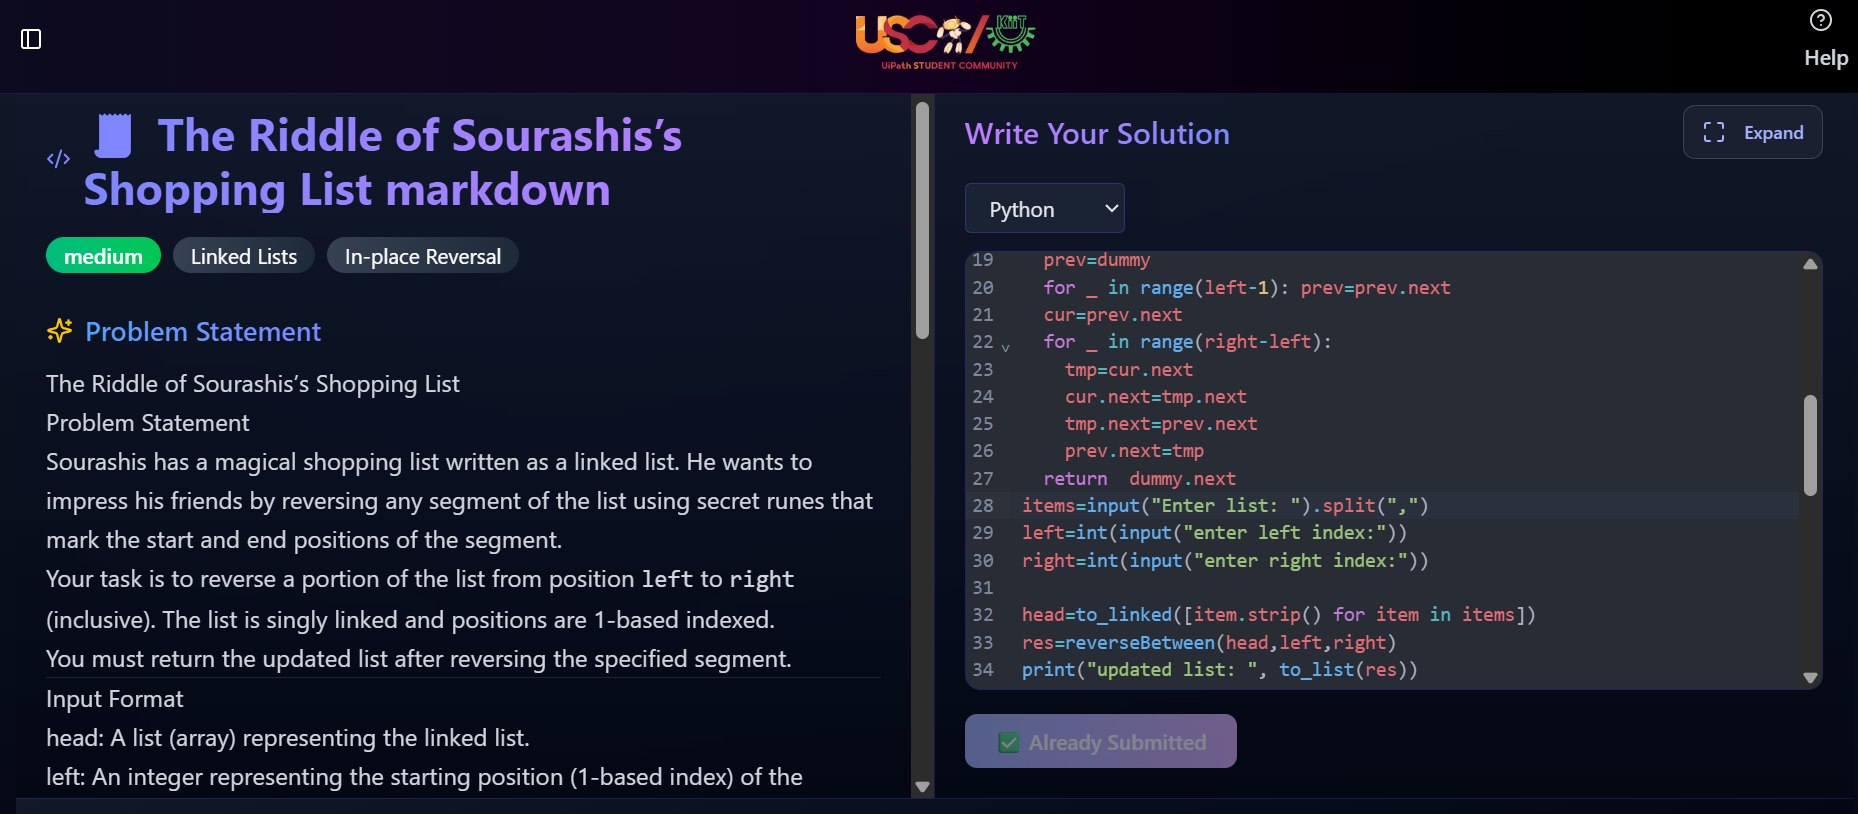 USC/KIIT
UiPath STUDENT COMMUNITY
Help
</> The Riddle of Sourashis’s
Shopping List markdown
medium
Linked Lists
In-place Reversal
Problem Statement
The Riddle of Sourashis’s Shopping List
Problem Statement
Sourashis has a magical shopping list written as a linked list. He wants to
impress his friends by reversing any segment of the list using secret runes that
mark the start and end positions of the segment.
Your task is to reverse a portion of the list from position left to right
(inclusive). The list is singly linked and positions are 1-based indexed.
You must return the updated list after reversing the specified segment.
Input Format
head: A list (array) representing the linked list.
left: An integer representing the starting position (1-based index) of the
Write Your Solution
Expand
Python
19 prev=dummy
20 for _ in range(left-1): prev=prev.next
21 cur=prev.next
22 for _ in range(right-left):
23 tmp=cur.next
24 cur.next=tmp.next
25 tmp.next=prev.next
26 prev.next=tmp
27 return  dummy.next
28 items=input("Enter list: ").split(",")
29 left=int(input("enter left index:"))
30 right=int(input("enter right index:"))
31
32 head=to_linked([item.strip() for item in items])
33 res=reverseBetween(head,left,right)
34 print("updated list: ", to_list(res))
Already Submitted